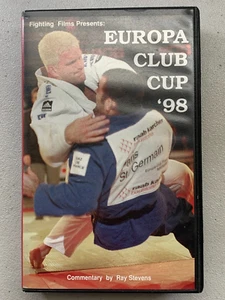 Fighting Films Presents:
EUROPA
CLUB
CUP
'98
Paris
St Germain
Commentary by Ray Stevens